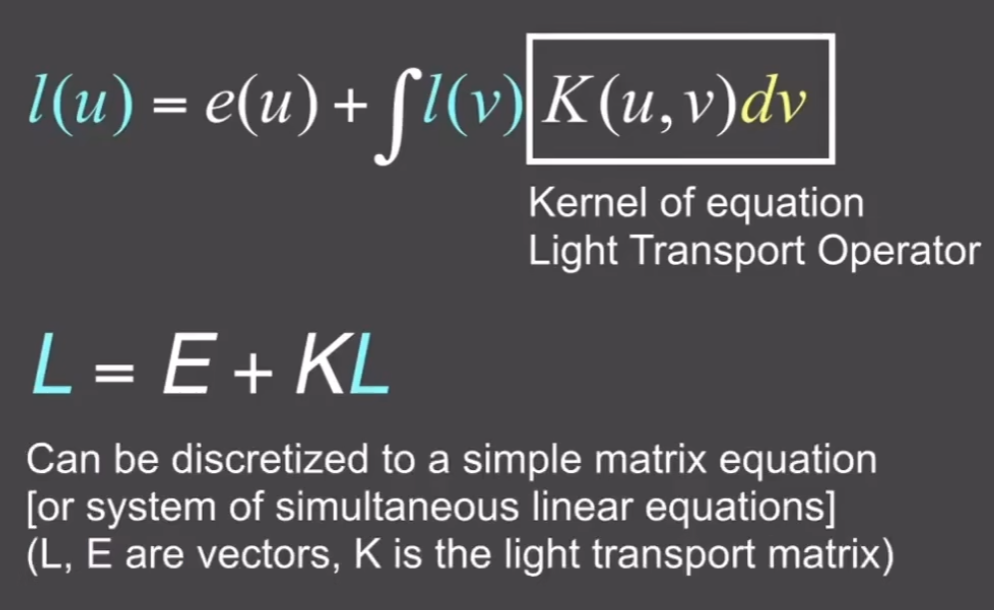 l(u) = e(u) + ∫ l(v) K(u, v)dv
Kernel of equation
Light Transport Operator
L = E + KL
Can be discretized to a simple matrix equation
[or system of simultaneous linear equations]
(L, E are vectors, K is the light transport matrix)